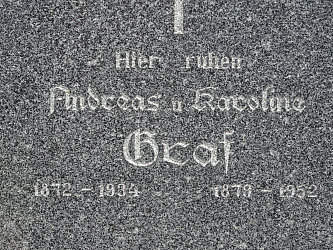 Hier ruhen
Andreas u Karoline
Graf
1872 - 1934 1879 - 1952